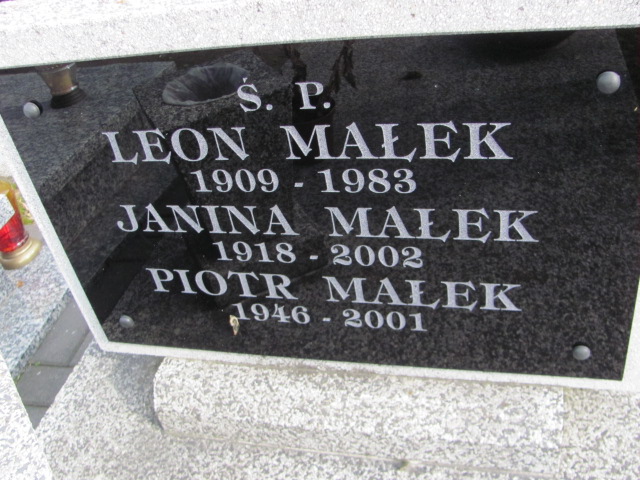 Ś. P.
LEON MAŁEK
1909 - 1983
JANINA MAŁEK
1918 - 2002
PIOTR MAŁEK
1946 - 2001